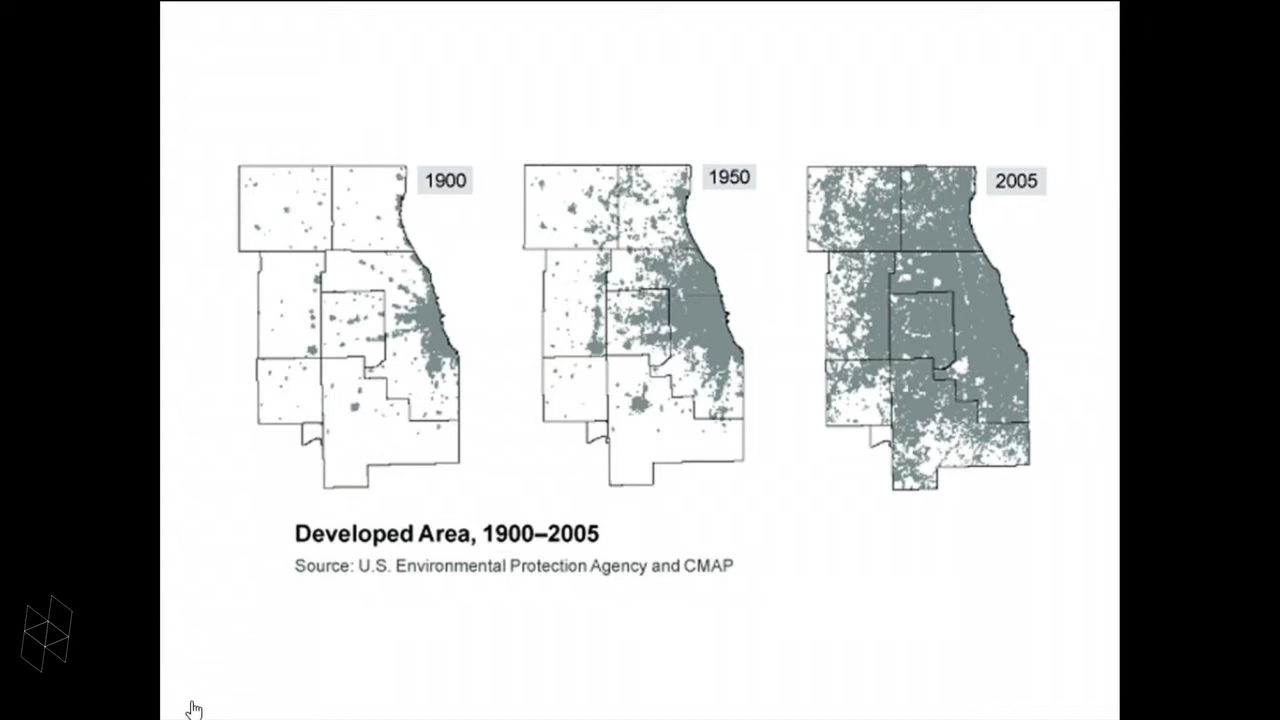 1900
1950
2005
Developed Area, 1900–2005
Source: U.S. Environmental Protection Agency and CMAP